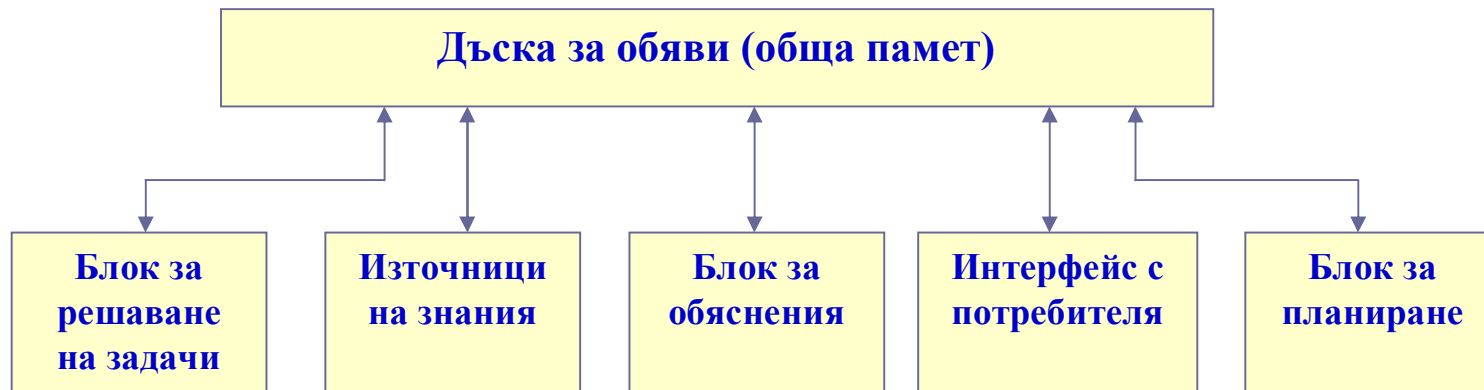 Дъска за обяви (обща памет)
Блок за
решаване
на задачи
Източници
на знания
Блок за
обяснения
Интерфейс с
потребителя
Блок за
планиране